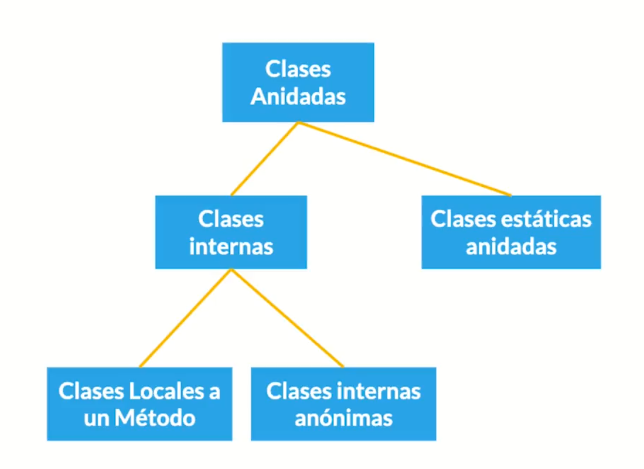 Clases
Anidadas
Clases
internas
Clases estáticas
anidadas
Clases Locales a
un Método
Clases internas
anónimas